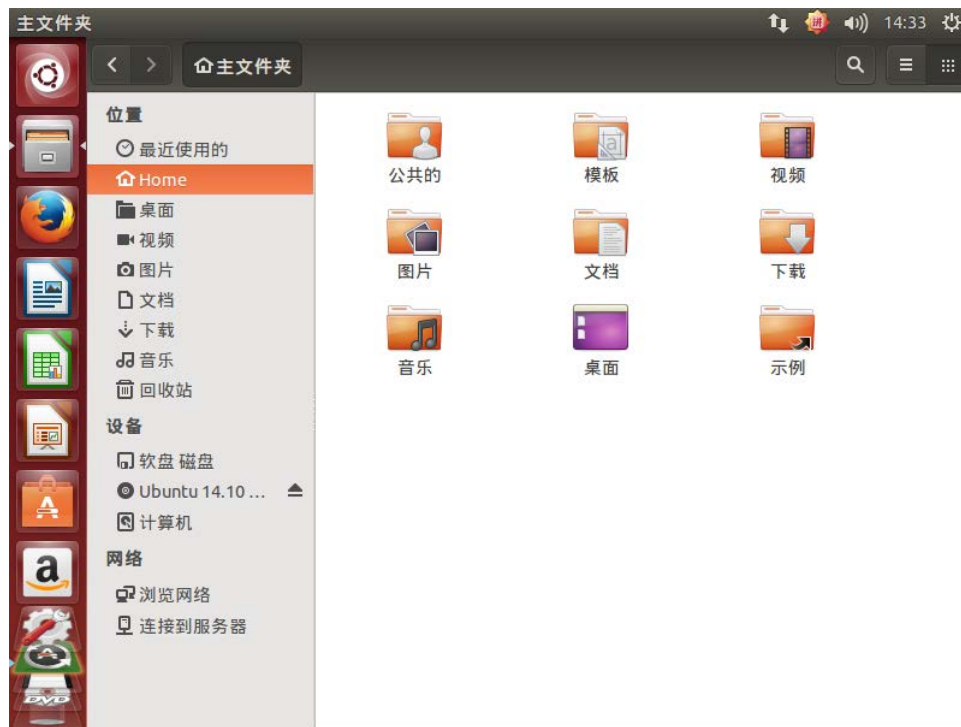 主文件夹
拼
14:33
主文件夹
位置
最近使用的
Home
桌面
视频
图片
文档
下载
音乐
回收站
设备
软盘 磁盘
Ubuntu 14.10 ...
计算机
网络
浏览网络
连接到服务器
公共的
模板
视频
图片
文档
下载
音乐
桌面
示例
a
DVD